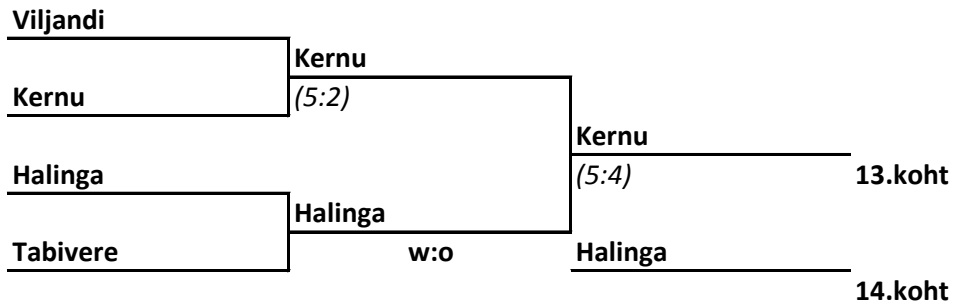 Viljandi
Kernu
Kernu
(5:2)
Kernu
Halinga
(5:4)
13.koht
Halinga
Tabivere
w:o
Halinga
14.koht